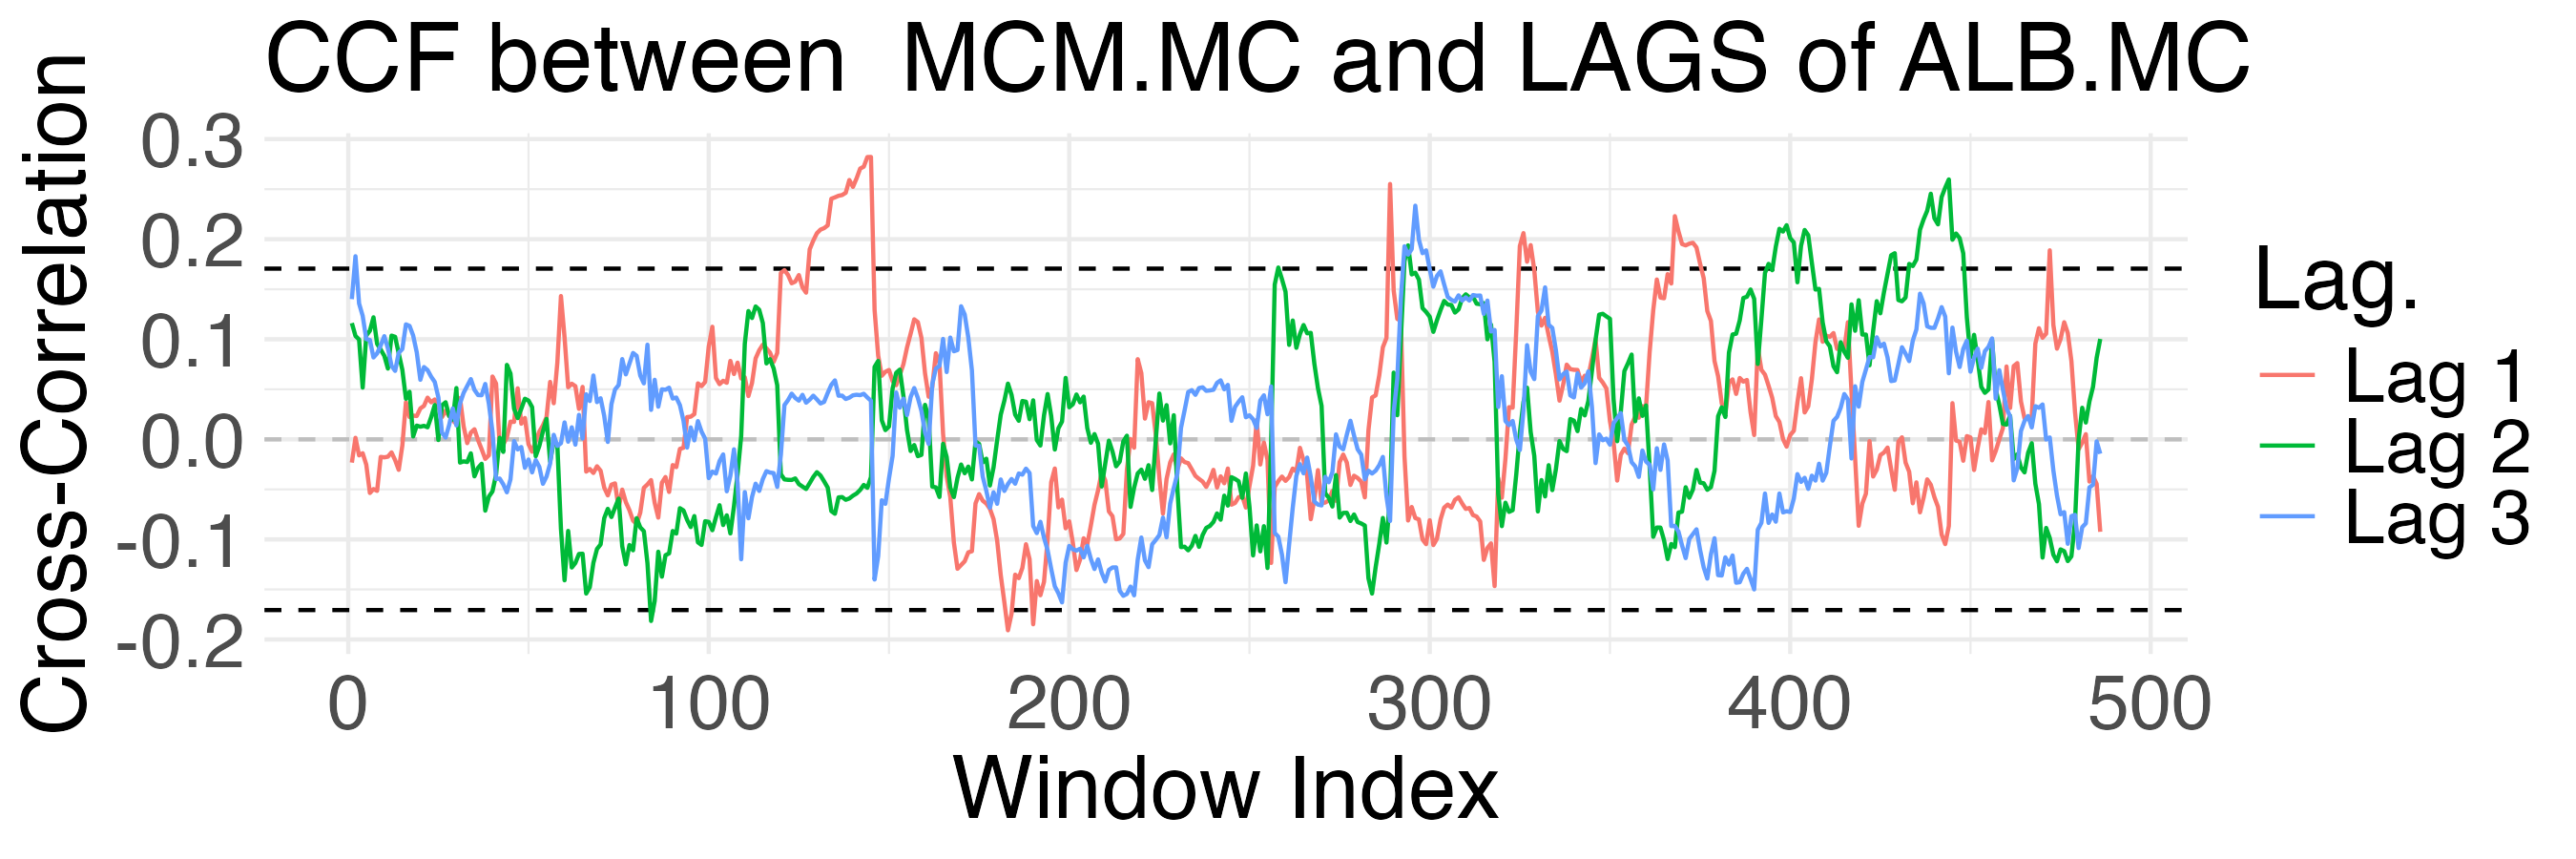 CCF between  MCM.MC and LAGS of ALB.MC
Cross-Correlation
0.3
0.2
0.1
0.0
-0.1
-0.2
0 100 200 300 400 500
Window Index
Lag.
Lag 1
Lag 2
Lag 3